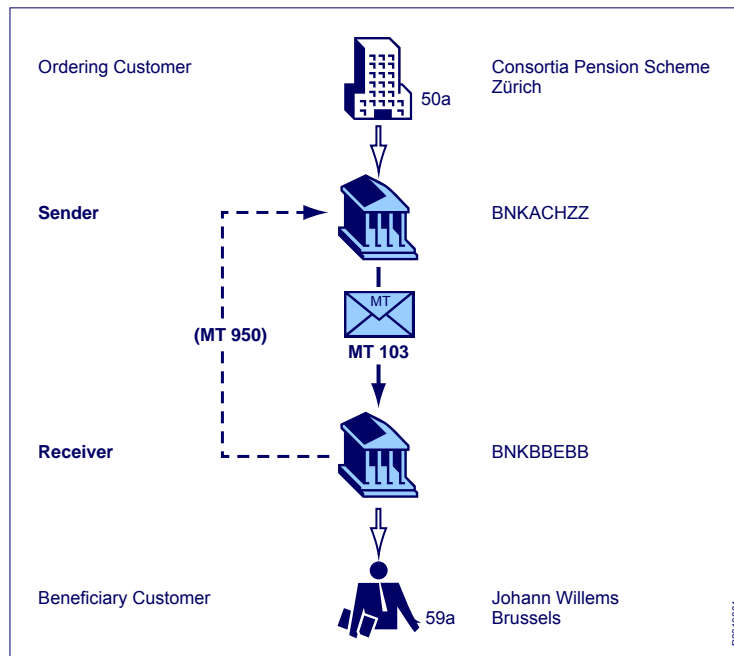 Ordering Customer
50a
Consortia Pension Scheme
Zürich
Sender
BNKACHZZ
MT
(MT 950)
MT 103
Receiver
BNKBBEBB
Beneficiary Customer
59a
Johann Willems
Brussels